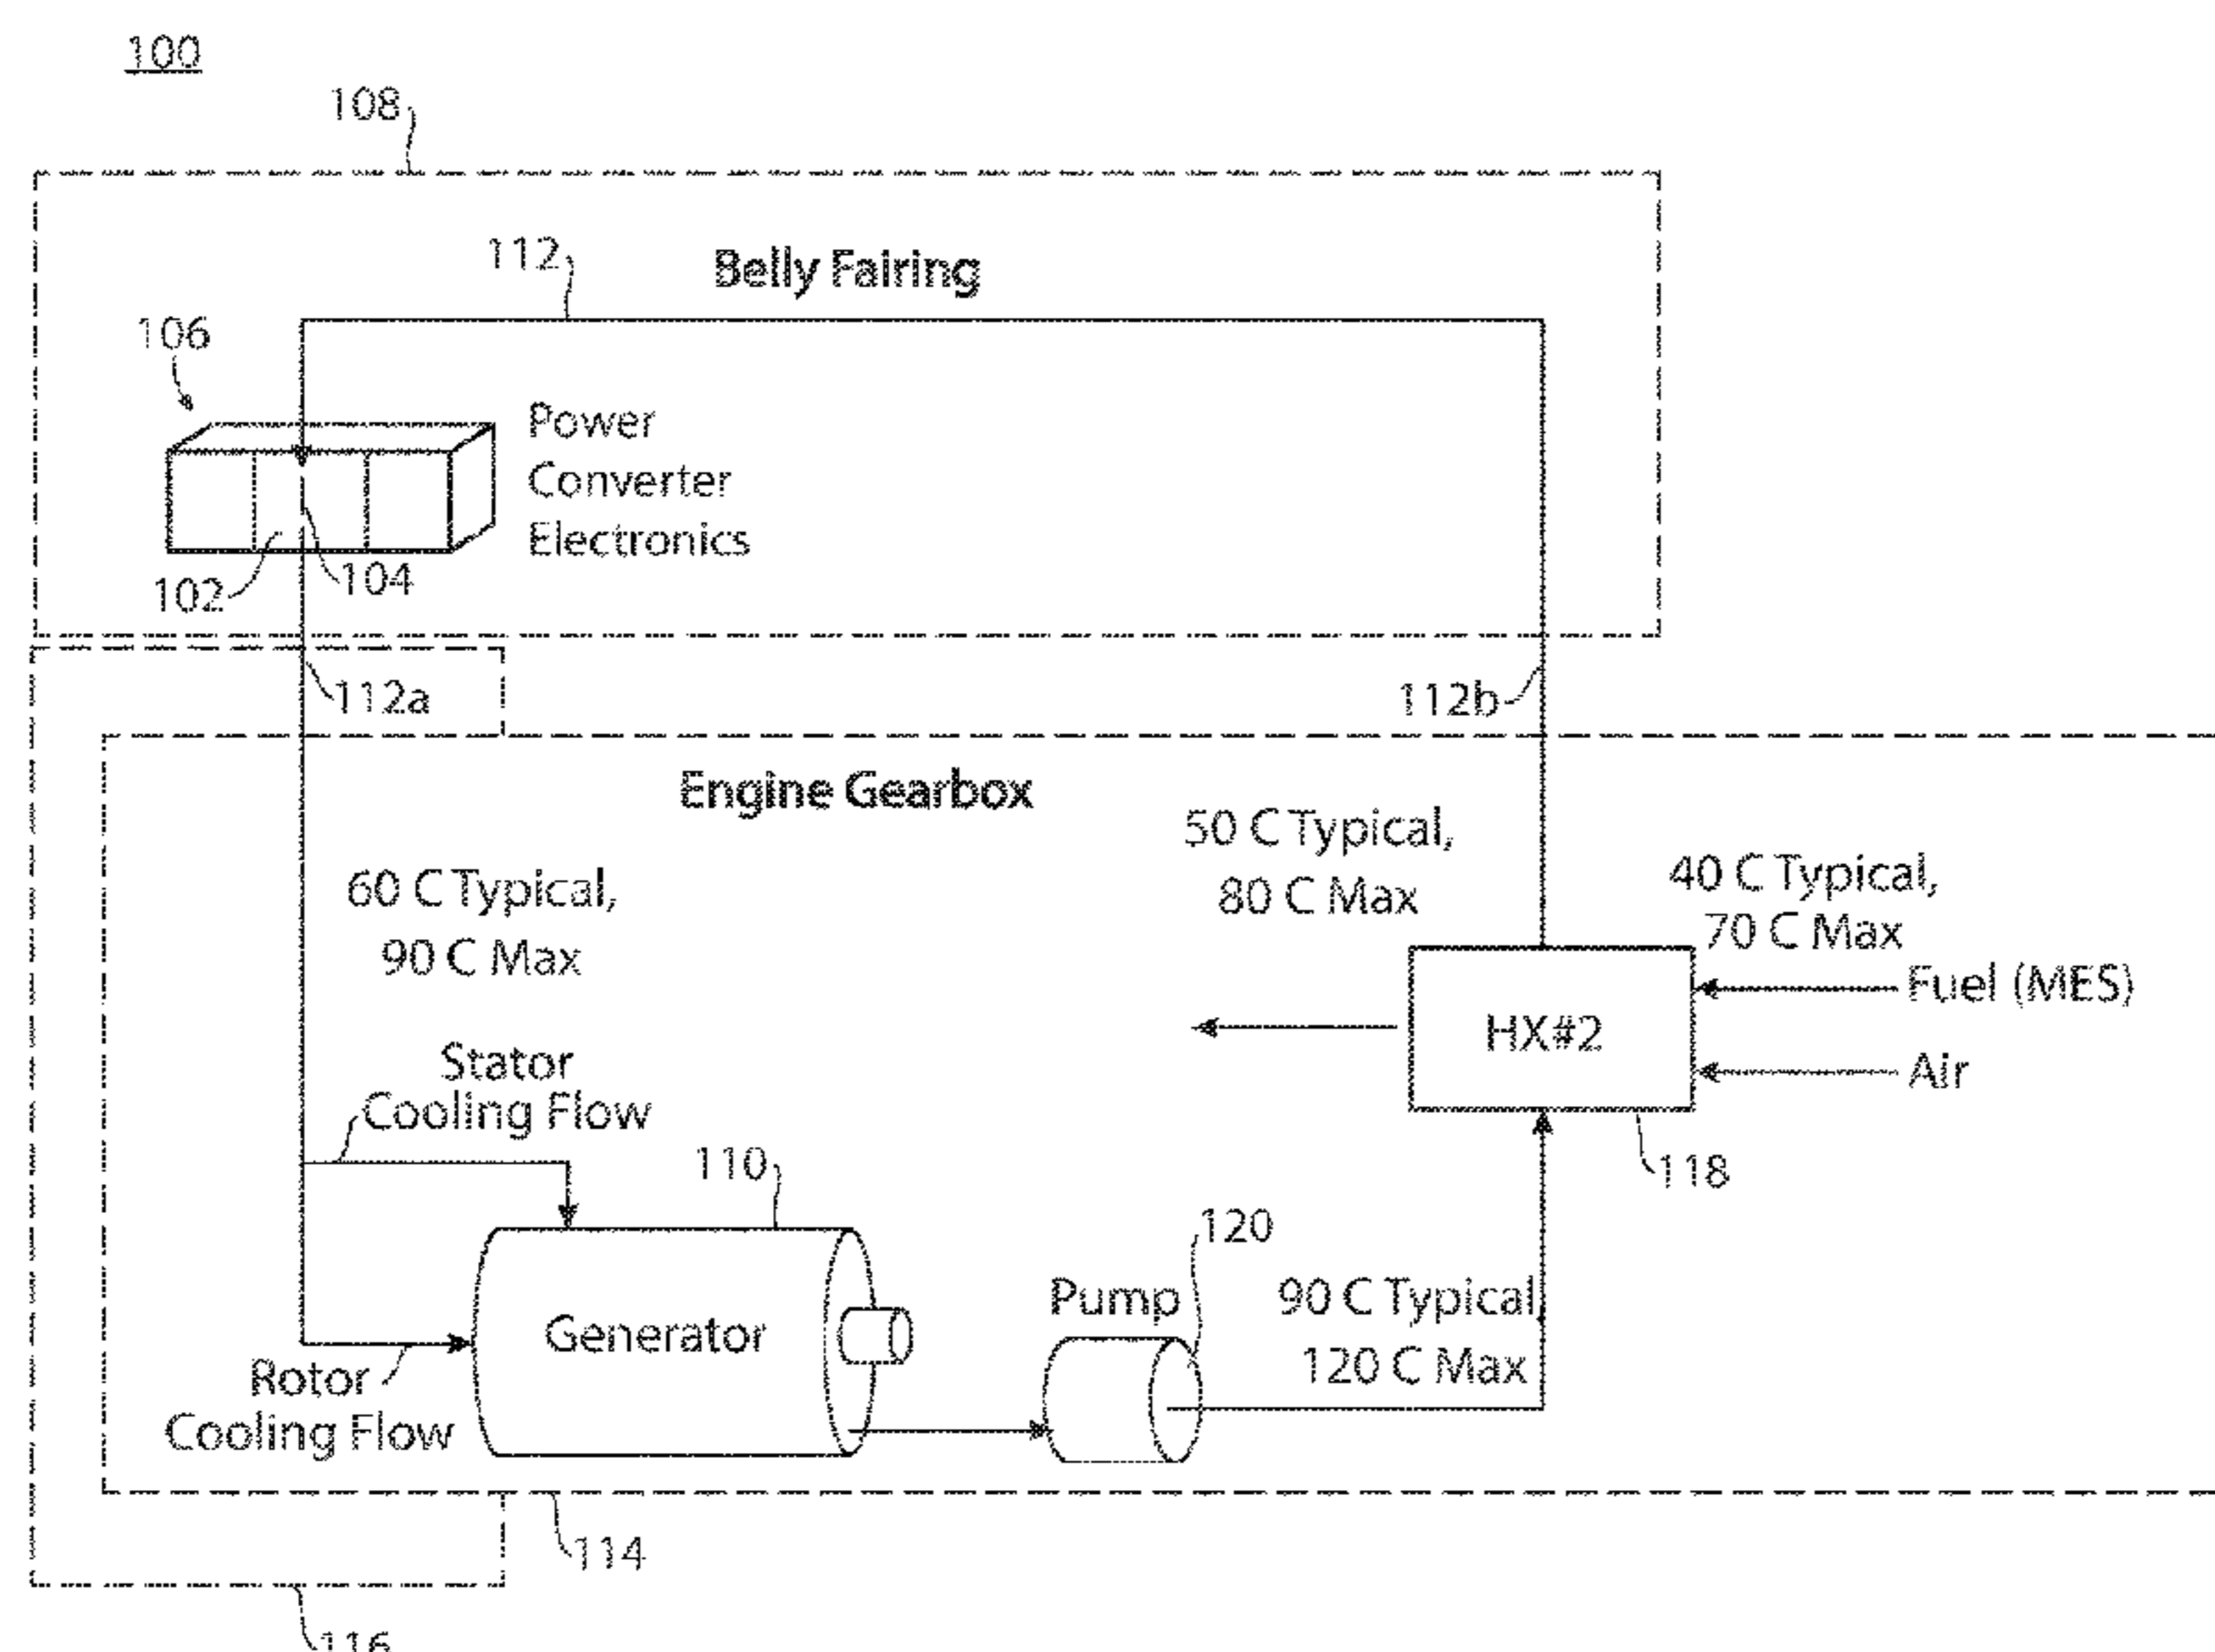 100
108
112
Belly Fairing
106
Power
Converter
Electronics
102
104
112a
112b
Engine Gearbox
50 C Typical,
80 C Max
40 C Typical,
70 C Max
60 C Typical,
90 C Max
Fuel (MES)
HX#2
Air
Stator
Cooling Flow
110
118
120
Pump
90 C Typical,
120 C Max
Generator
Rotor
Cooling Flow
114
116